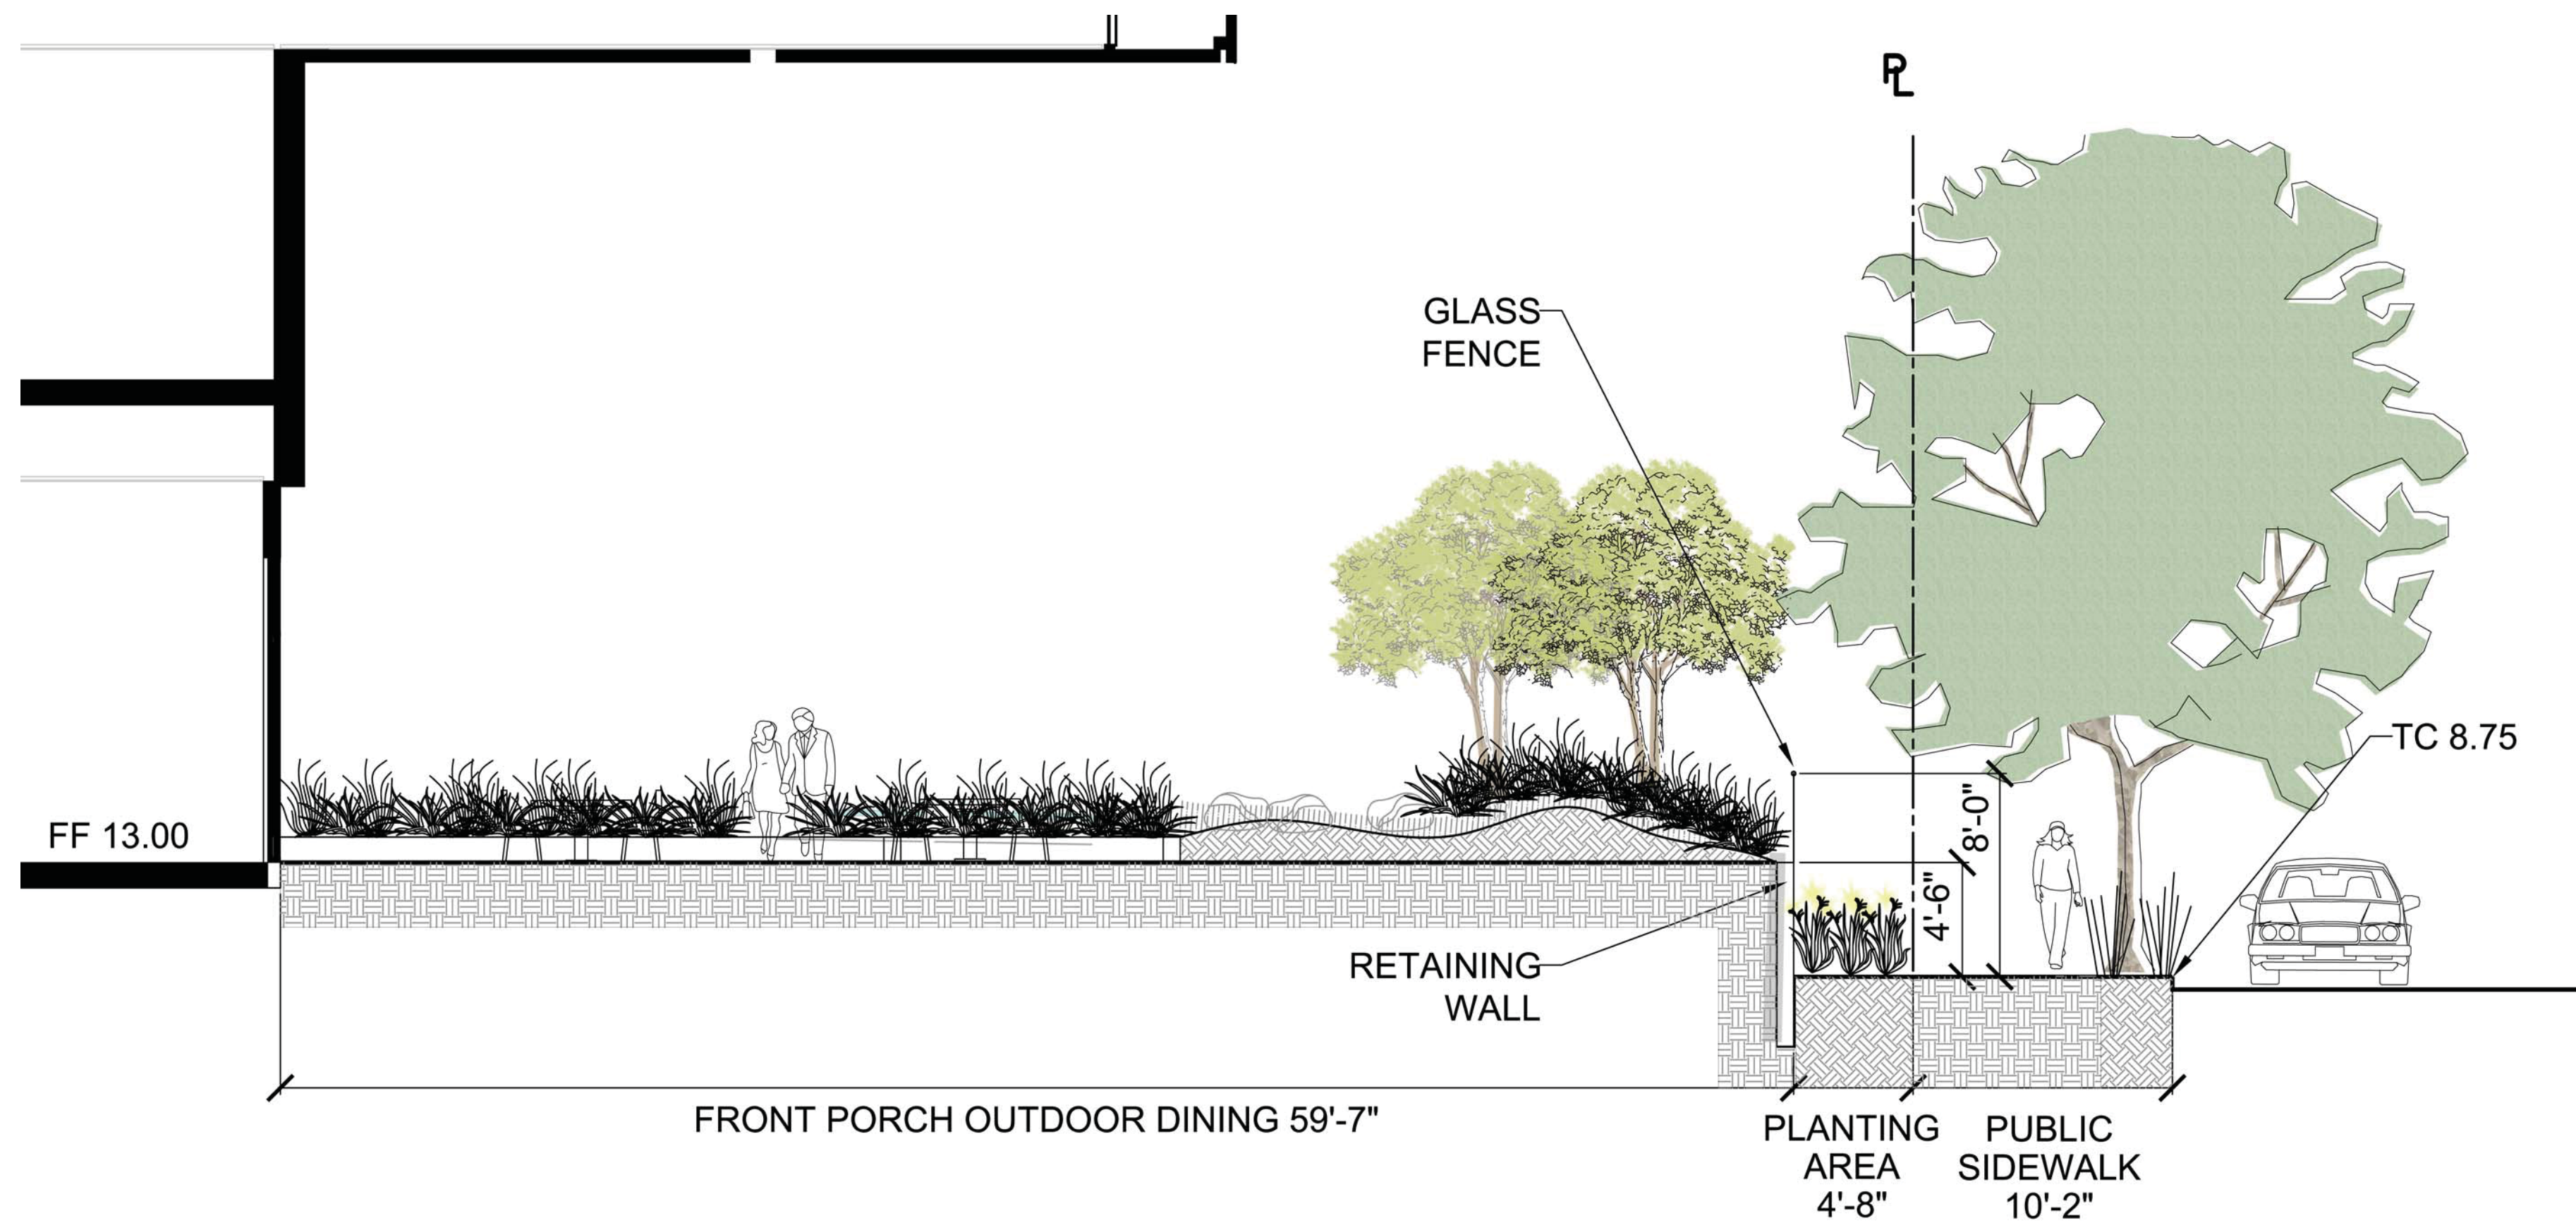 PL
GLASS
FENCE
TC 8.75
FF 13.00
8'-0"
4'-6"
RETAINING
WALL
FRONT PORCH OUTDOOR DINING 59'-7"
PLANTING
AREA
4'-8"
PUBLIC
SIDEWALK
10'-2"